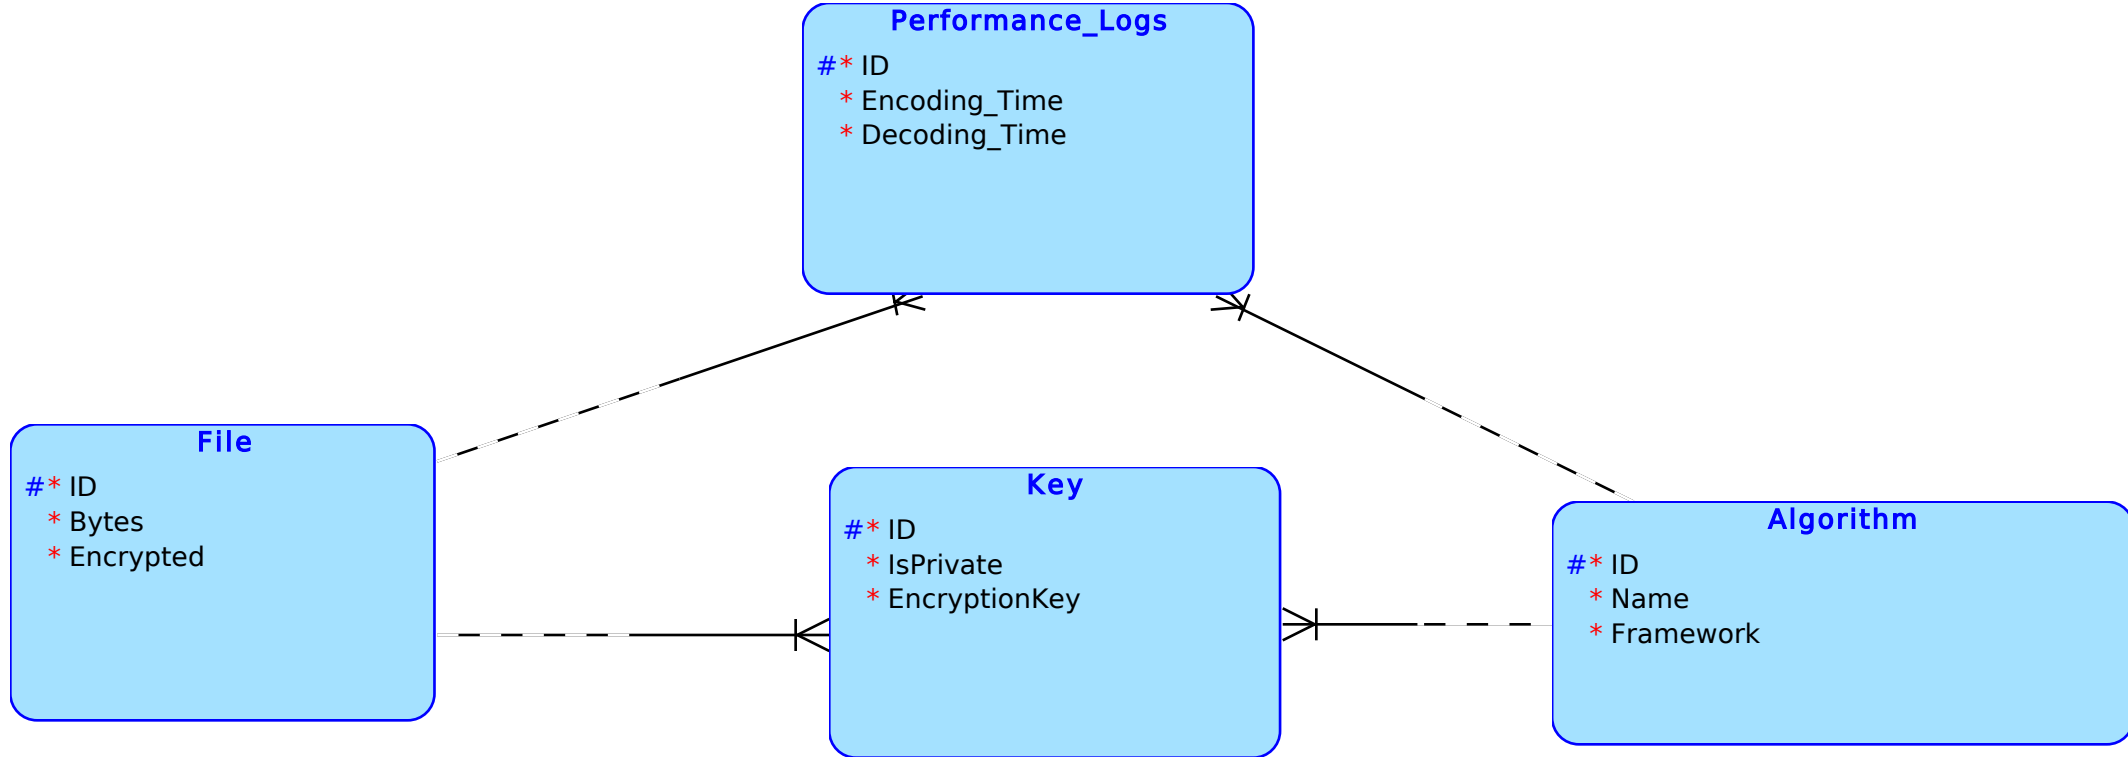 Performance_Logs
#* ID
* Encoding_Time
* Decoding_Time
File
#* ID
* Bytes
* Encrypted
Key
#* ID
* IsPrivate
* EncryptionKey
Algorithm
#* ID
* Name
* Framework